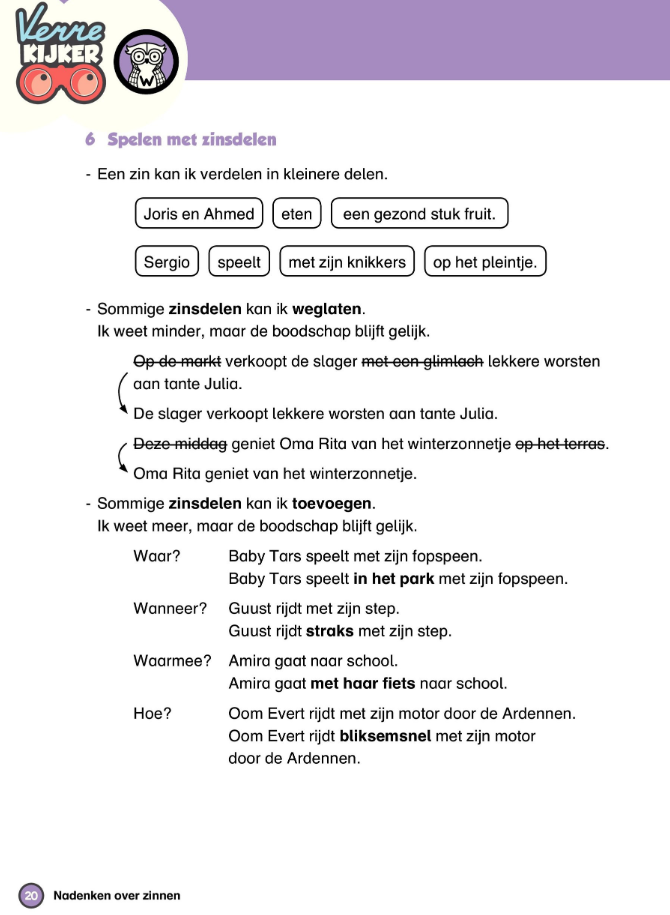 Verre
KIJKER
W
6 Spelen met zinsdelen
- Een zin kan ik verdelen in kleinere delen.
Joris en Ahmed eten een gezond stuk fruit.
Sergio speelt met zijn knikkers op het pleintje.
- Sommige zinsdelen kan ik weglaten.
Ik weet minder, maar de boodschap blijft gelijk.
Op de markt verkoopt de slager met een glimlach lekkere worsten
aan tante Julia.
De slager verkoopt lekkere worsten aan tante Julia.
Deze middag geniet Oma Rita van het winterzonnetje op het terras.
Oma Rita geniet van het winterzonnetje.
- Sommige zinsdelen kan ik toevoegen.
Ik weet meer, maar de boodschap blijft gelijk.
Waar? Baby Tars speelt met zijn fopspeen.
Baby Tars speelt in het park met zijn fopspeen.
Wanneer? Guust rijdt met zijn step.
Guust rijdt straks met zijn step.
Waarmee? Amira gaat naar school.
Amira gaat met haar fiets naar school.
Hoe? Oom Evert rijdt met zijn motor door de Ardennen.
Oom Evert rijdt bliksemsnel met zijn motor
door de Ardennen.
20 Nadenken over zinnen